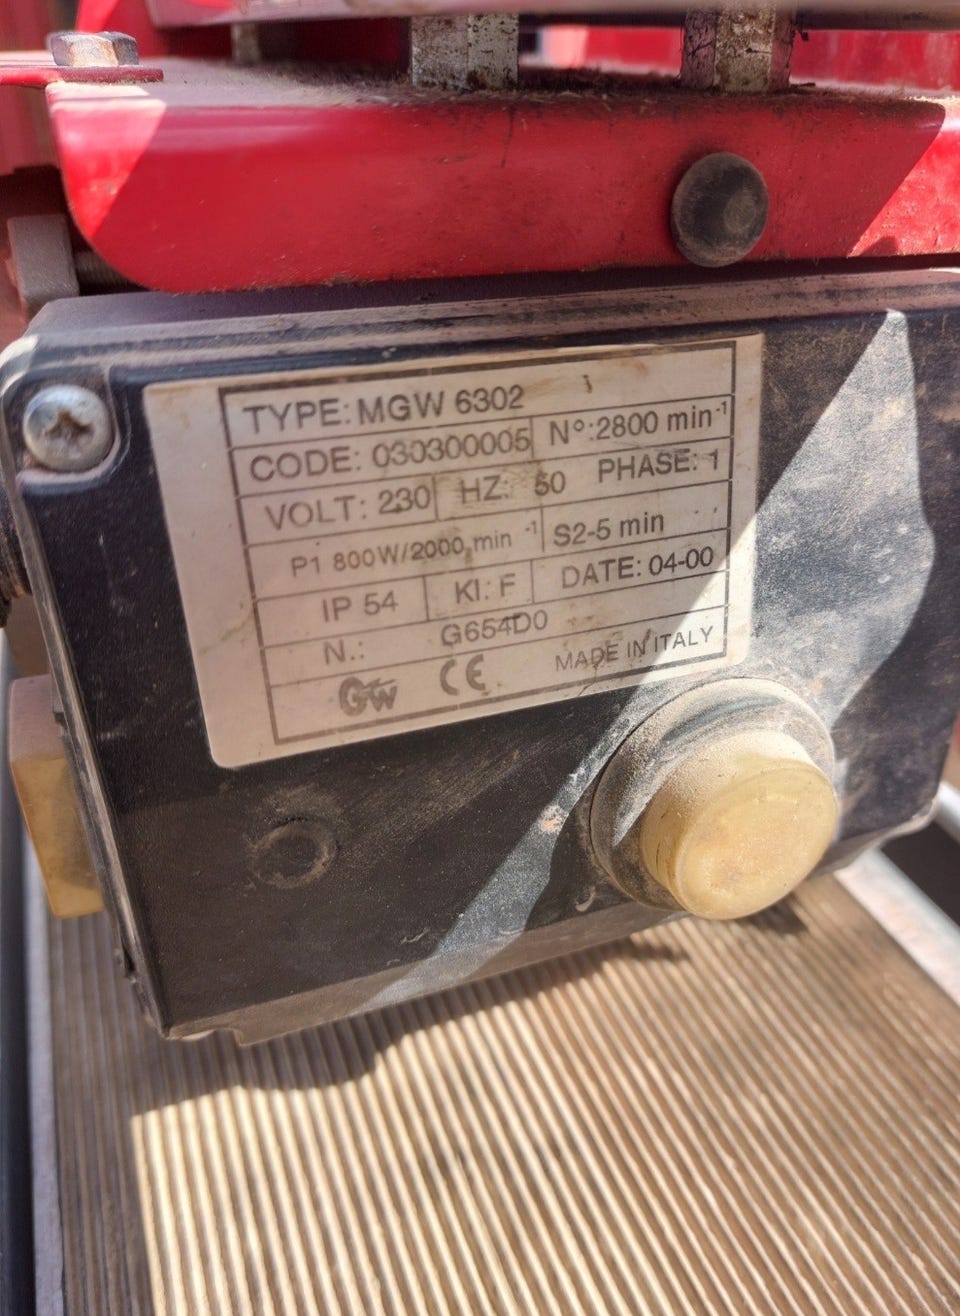 TYPE: MGW 6302
CODE: 030300005 N°:2800 min-1
VOLT: 230 HZ: 50 PHASE: 1
P1 800W/2000 min -1 S2-5 min
IP 54 KI: F DATE: 04-00
N.: G654D0
GW CE MADE IN ITALY